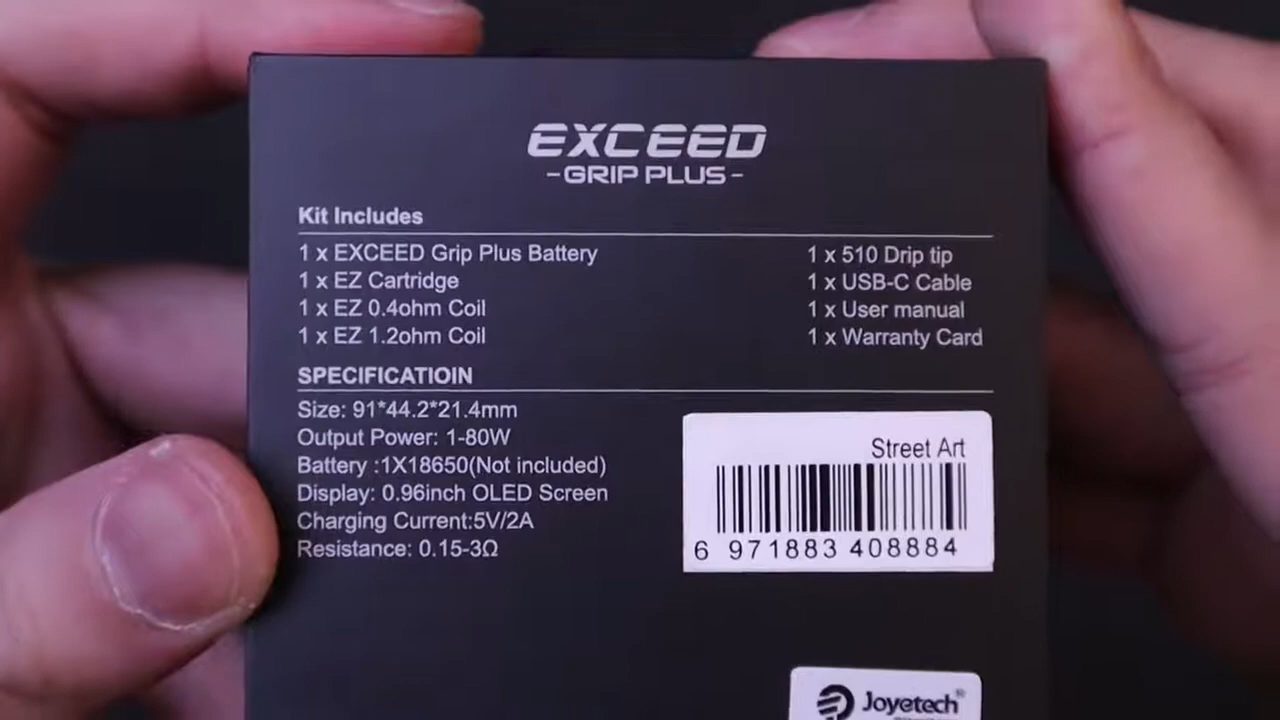 EXCEED
-GRIP PLUS-
Kit Includes
1 x EXCEED Grip Plus Battery
1 x EZ Cartridge
1 x EZ 0.4ohm Coil
1 x EZ 1.2ohm Coil
1 x 510 Drip tip
1 x USB-C Cable
1 x User manual
1 x Warranty Card
SPECIFICATIOIN
Size: 91*44.2*21.4mm
Output Power: 1-80W
Battery :1X18650(Not included)
Display: 0.96inch OLED Screen
Charging Current:5V/2A
Resistance: 0.15-3Ω
Street Art
6 971883 408884
Joyetech®